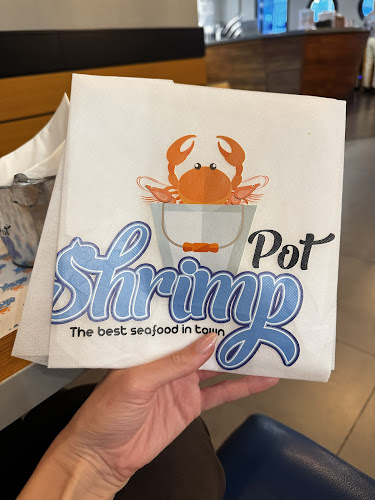 Shrimp Pot
The best seafood in town